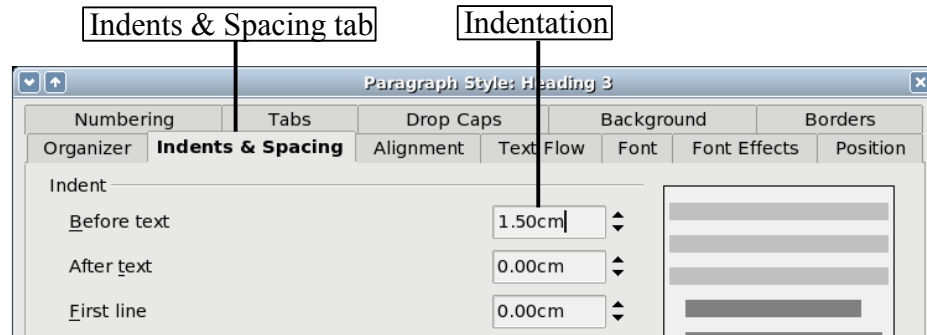 Indents & Spacing tab Indentation
Paragraph Style: Heading 3
Numbering Tabs Drop Caps Background Borders
Organizer Indents & Spacing Alignment Text Flow Font Font Effects Position
Indent
Before text 1.50cm
After text 0.00cm
First line 0.00cm